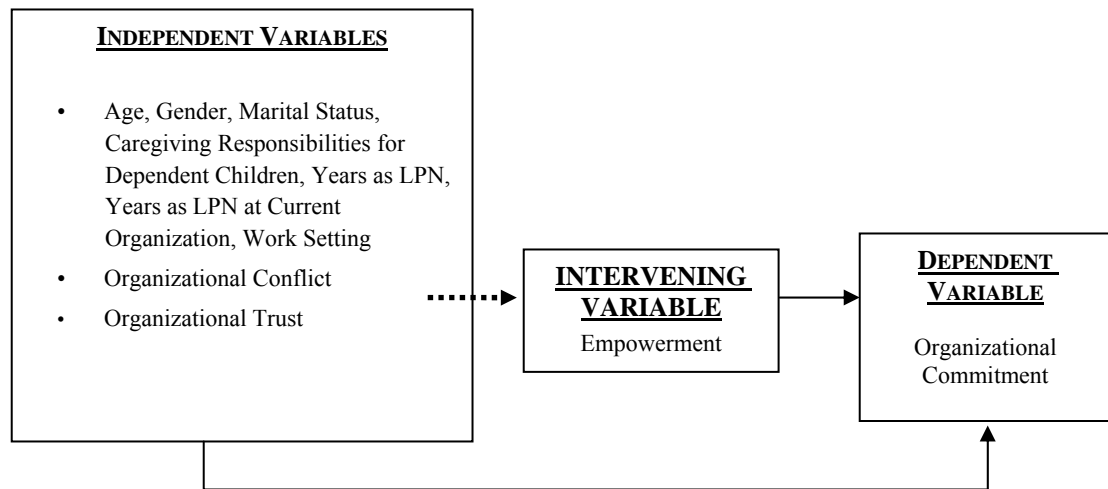 INDEPENDENT VARIABLES
• Age, Gender, Marital Status,
Caregiving Responsibilities for
Dependent Children, Years as LPN,
Years as LPN at Current
Organization, Work Setting
• Organizational Conflict
• Organizational Trust
INTERVENING
VARIABLE
Empowerment
DEPENDENT
VARIABLE
Organizational
Commitment